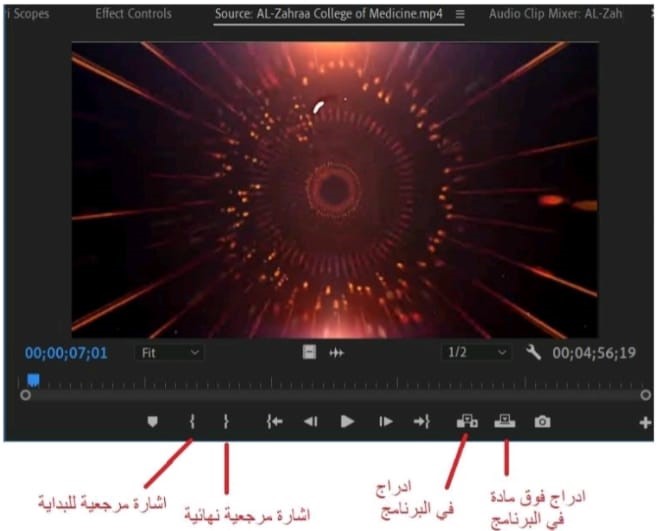 ri Scopes
Effect Controls
Source: AL-Zahraa College of Medicine.mp4
Audio Clip Mixer: AL-Zah
00;00;07;01
Fit
1/2
00;04;56;19
اشارة مرجعية للبداية
اشارة مرجعية نهائية
ادراج
في البرنامج
ادراج فوق مادة
في البرنامج